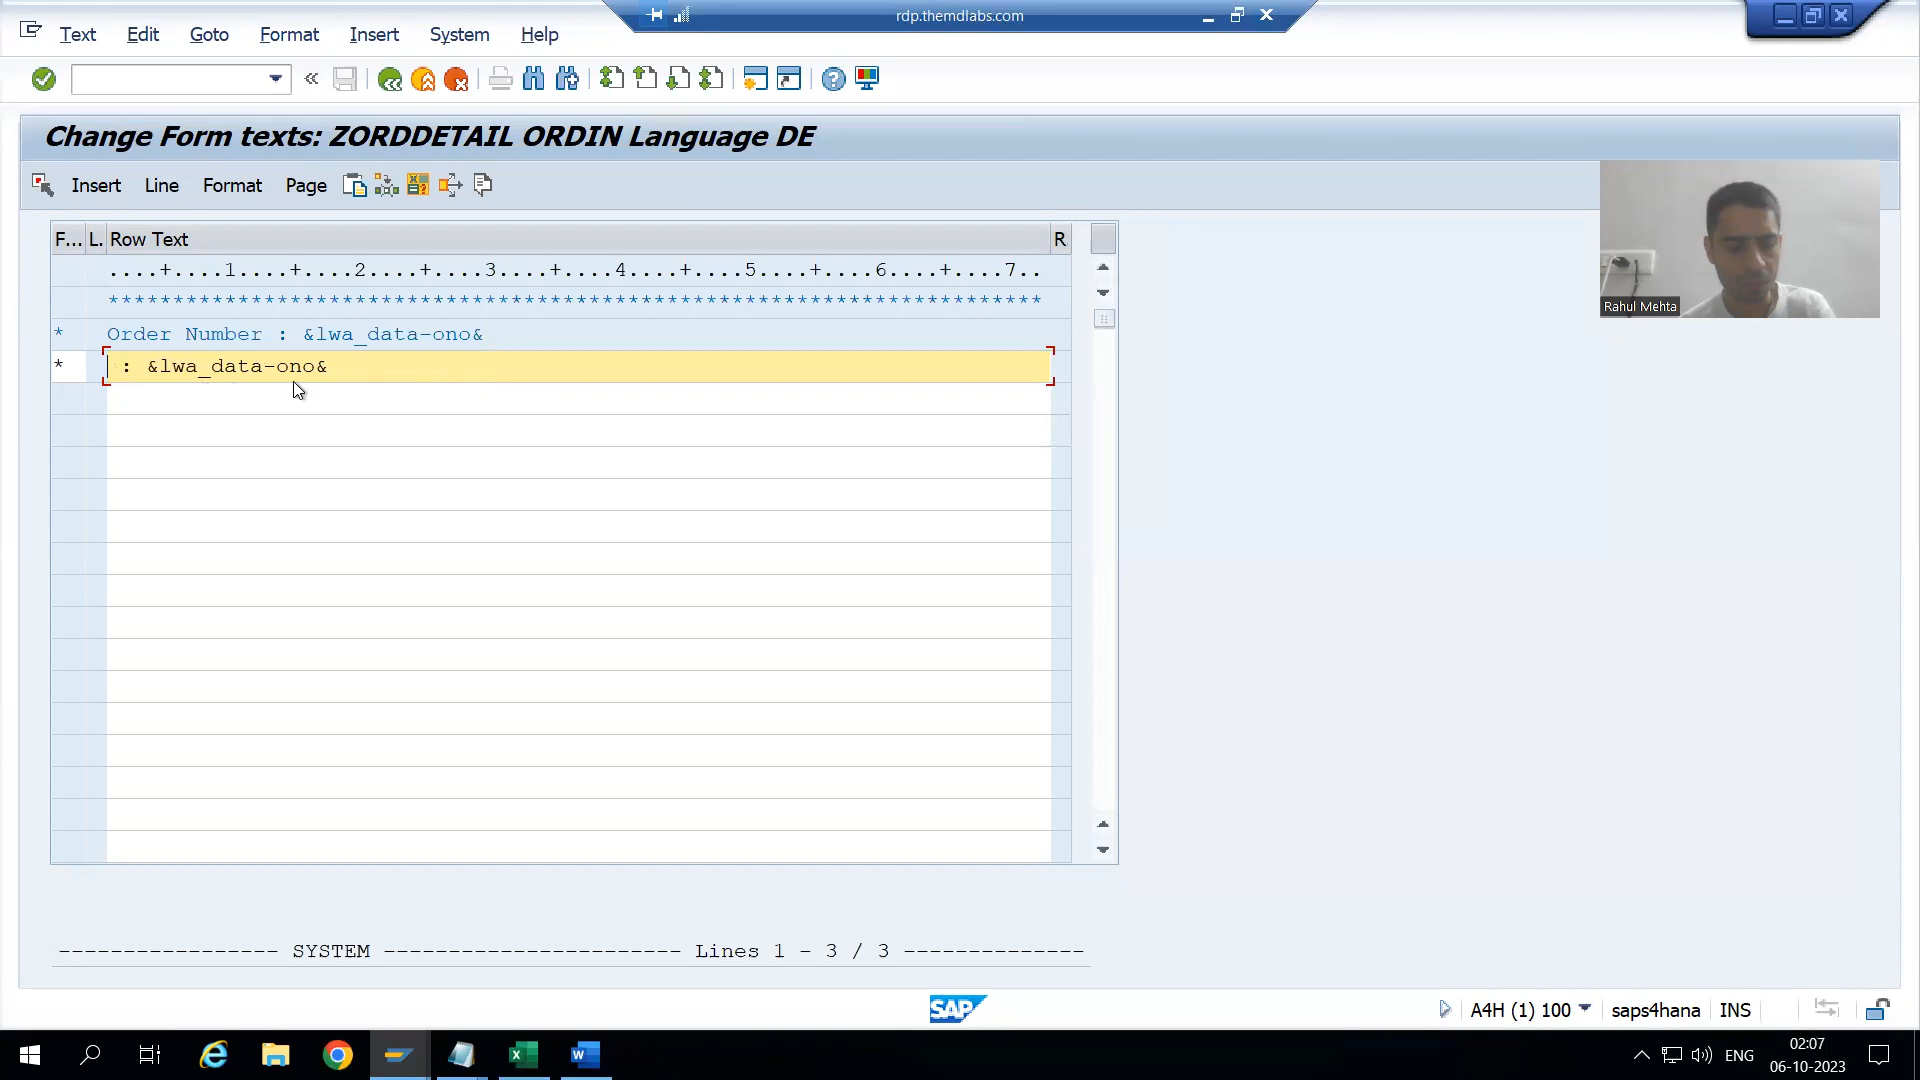 rdp.themdlabs.com
Text Edit Goto Format Insert System Help
Change Form texts: ZORDDETAIL ORDIN Language DE
Insert Line Format Page
F... L. Row Text R
....+....1....+....2....+....3....+....4....+....5....+....6....+....7..
************************************************************************
* Order Number : &lwa_data-ono&
* : &lwa_data-ono&
Rahul Mehta
----------------- SYSTEM ----------------------- Lines 1 - 3 / 3 --------------
SAP
A4H (1) 100 saps4hana INS
ENG
02:07
06-10-2023